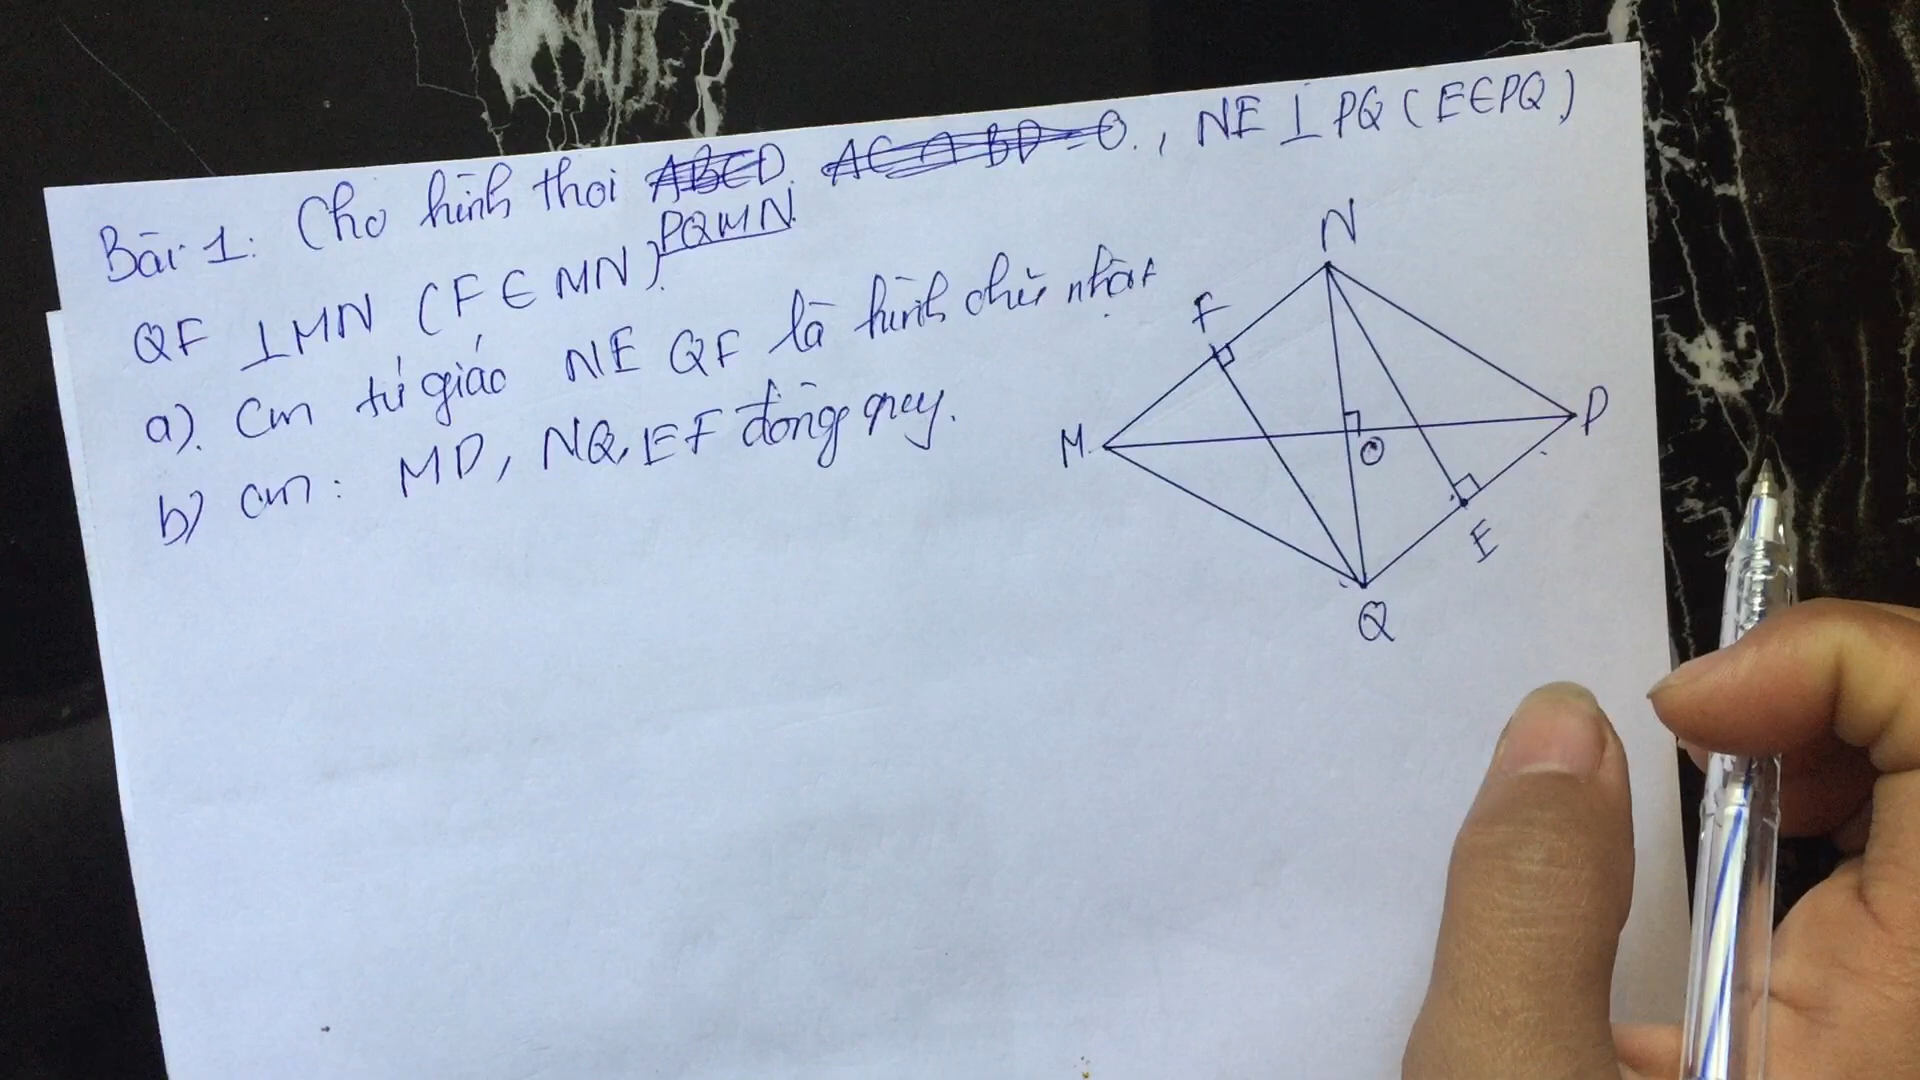 Bài 1: Cho hình thoi ABCD. AC ∩ BD = O., NE ⊥ PQ (E ∈ PQ)
PQMN.
QF ⊥ MN (F ∈ MN).
a). Cm tứ giác NEQF là hình chữ nhật
b) cm: MP, NQ, EF đồng quy.
N
F
P
M
O
E
Q